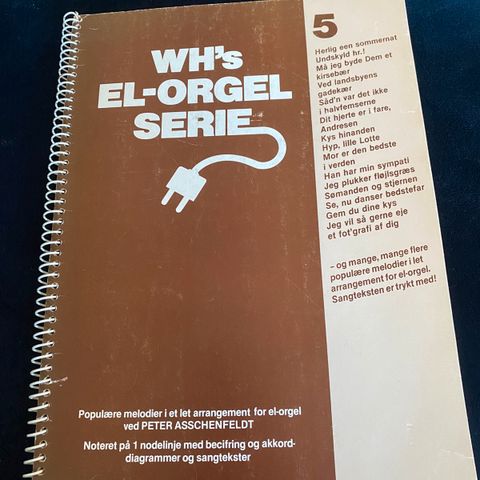 WH's
EL-ORGEL
SERIE
5
Herlig een sommernat
Undskyld hr.!
Må jeg byde Dem et
kirsebær
Ved landsbyens
gadekær
Såd'n var det ikke
i halvfemserne
Dit hjerte er i fare,
Andresen
Kys hinanden
Hyp, lille Lotte
Mor er den bedste
i verden
Han har min sympati
Jeg plukker fløjlsgræs
Sømanden og stjernen
Se, nu danser bedstefar
Gem du dine kys
Jeg vil så gerne eje
et fot'grafi af dig
– og mange, mange flere
populære melodier i let
arrangement for el-orgel.
Sangteksten er trykt med!
Populære melodier i et let arrangement for el-orgel
ved PETER ASSCHENFELDT
Noteret på 1 nodelinje med becifring og akkord-
diagrammer og sangtekster